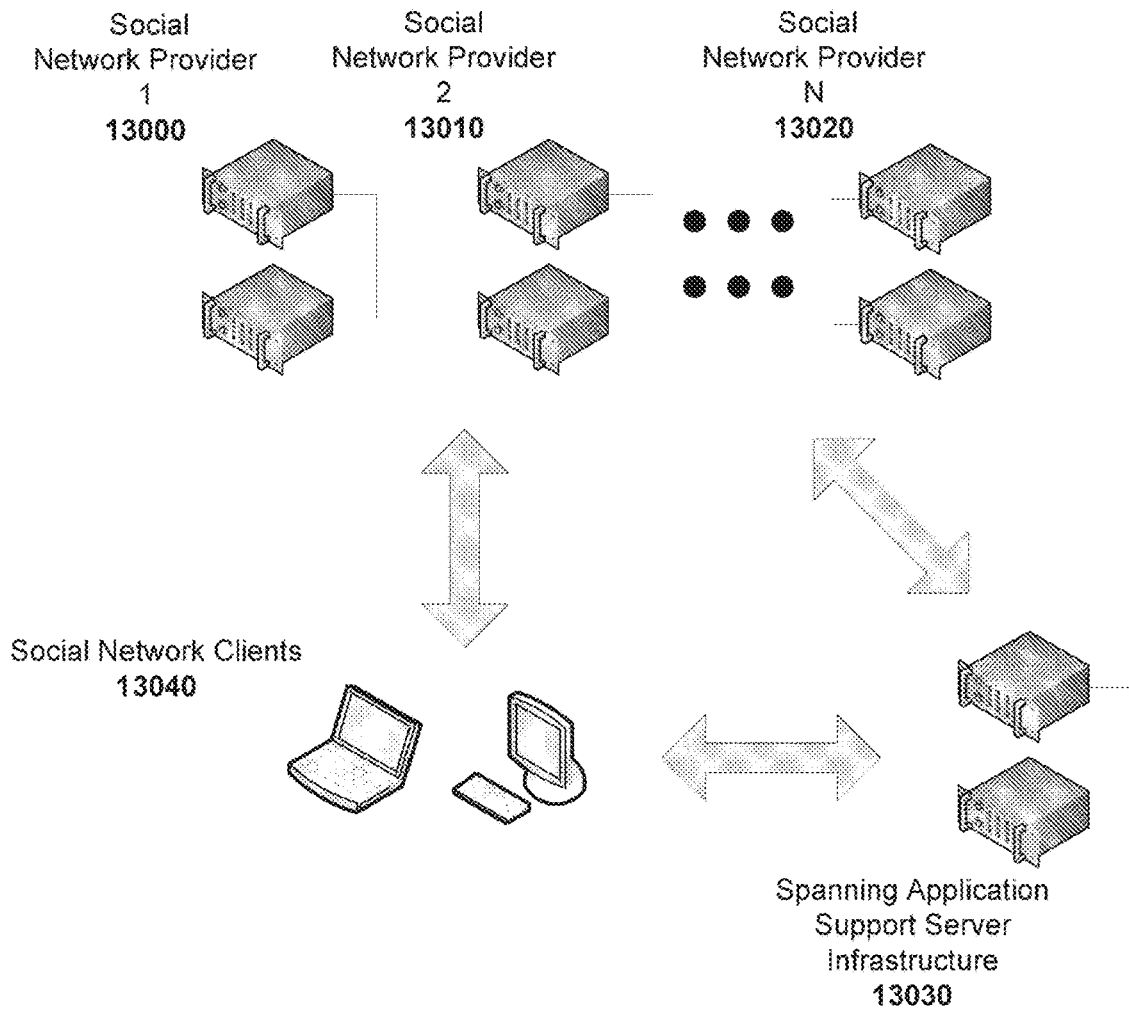 Social
Network Provider
1
13000
Social
Network Provider
2
13010
Social
Network Provider
N
13020
Social Network Clients
13040
Spanning Application
Support Server
Infrastructure
13030